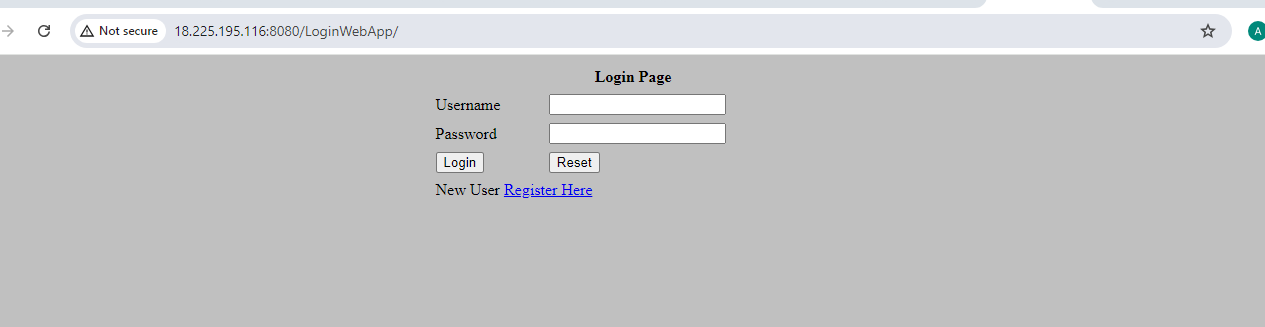 Not secure 18.225.195.116:8080/LoginWebApp/ A
Login Page
Username
Password
Login Reset
New User Register Here